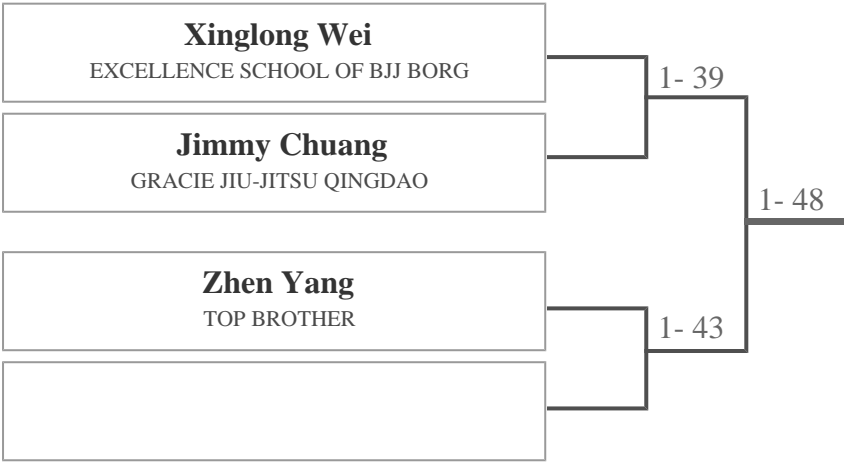 Xinglong Wei
EXCELLENCE SCHOOL OF BJJ BORG
1- 39
Jimmy Chuang
GRACIE JIU-JITSU QINGDAO
1- 48
Zhen Yang
TOP BROTHER
1- 43